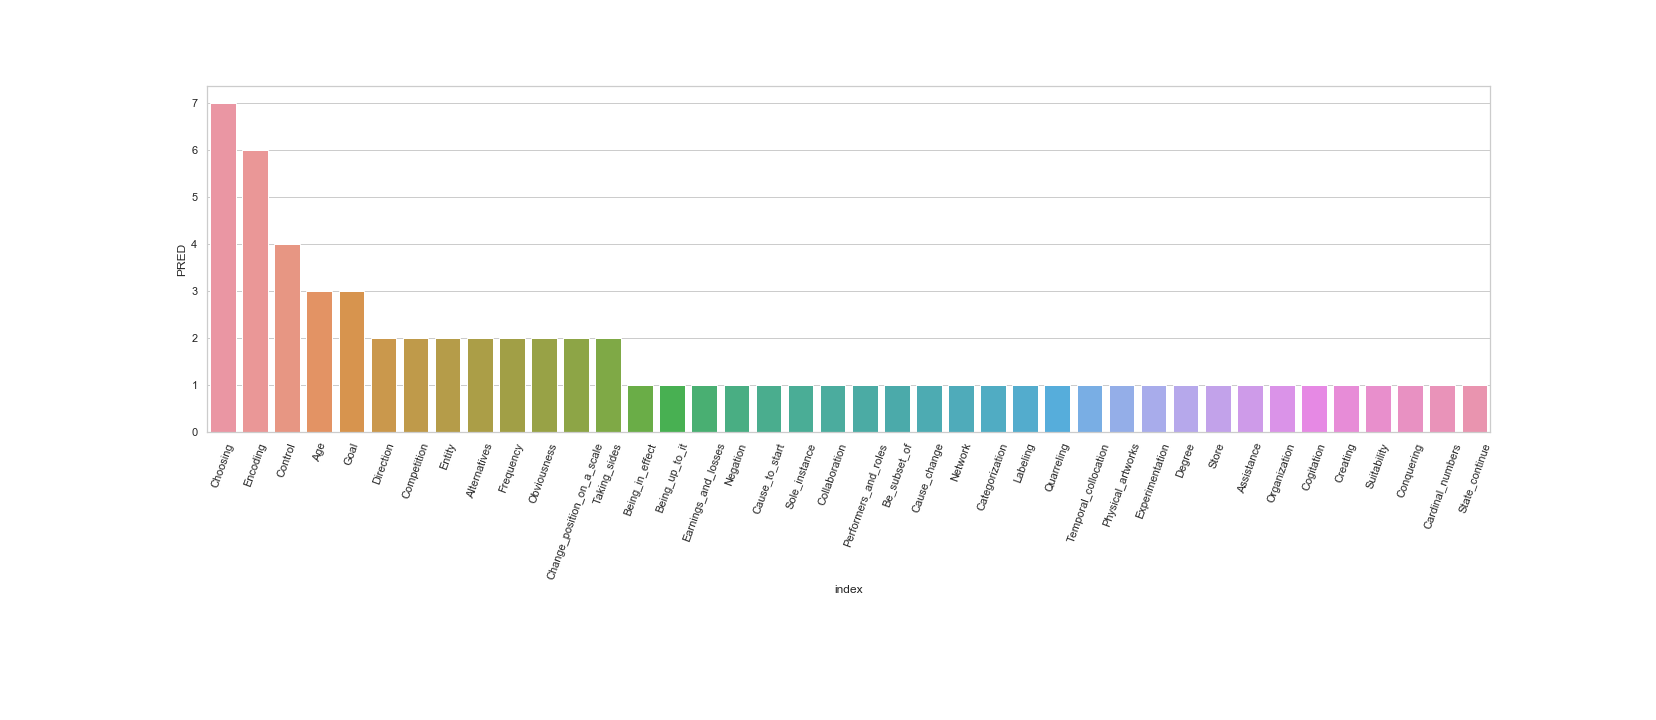 7
6
5
4
3
2
1
0
PRED
Choosing
Encoding
Control
Age
Goal
Direction
Competition
Entity
Alternatives
Frequency
Obviousness
Change_position_on_a_scale
Taking_sides
Being_in_effect
Being_up_to_it
Earnings_and_losses
Negation
Cause_to_start
Sole_instance
Collaboration
Performers_and_roles
Be_subset_of
Cause_change
Network
Categorization
Labeling
Quarreling
Temporal_collocation
Physical_artworks
Experimentation
Degree
Store
Assistance
Organization
Cogitation
Creating
Suitability
Conquering
Cardinal_numbers
State_continue
index